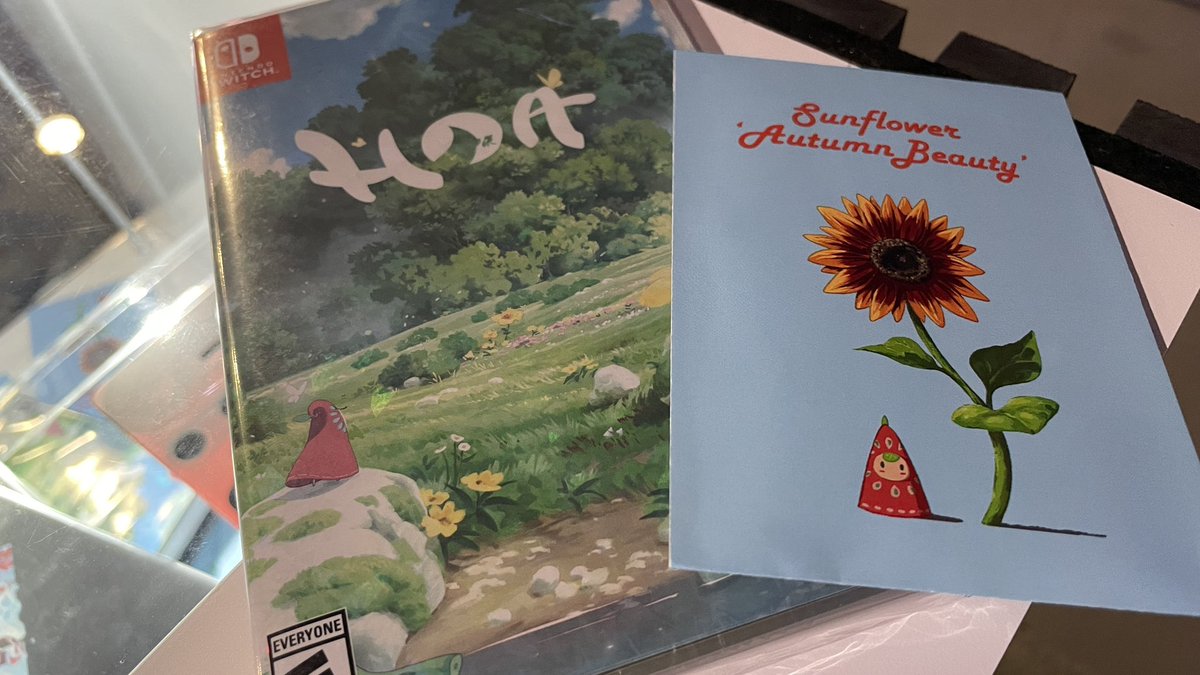 NINTENDO
SWITCH
HOA
EVERYONE
Sunflower
'Autumn Beauty'